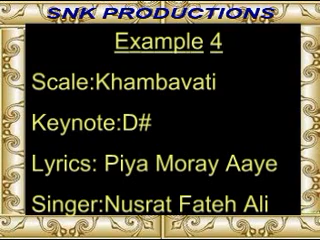 SNK PRODUCTIONS
Example 4
Scale:Khambavati
Keynote:D#
Lyrics: Piya Moray Aaye
Singer:Nusrat Fateh Ali